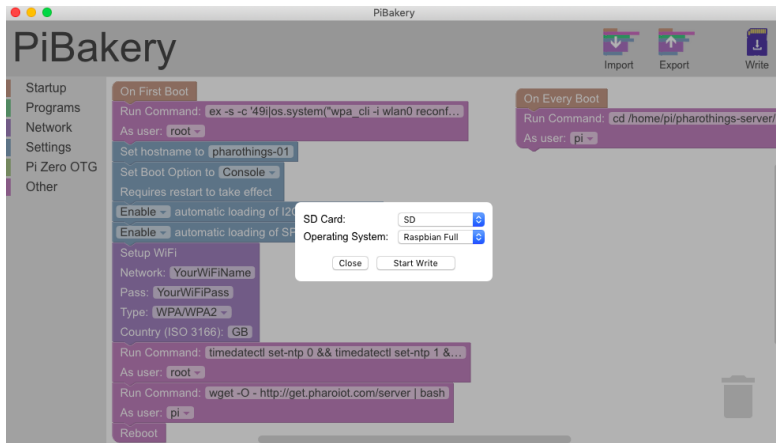 PiBakery
PiBakery
Import
Export
Write
Startup
Programs
Network
Settings
Pi Zero OTG
Other
On First Boot
Run Command: ex -s -c '49i|os.system("wpa_cli -i wlan0 reconf...
As user: root
Set hostname to pharothings-01
Set Boot Option to Console
Requires restart to take effect
Enable automatic loading of I2
Enable automatic loading of SP
Setup WiFi
Network: YourWiFiName
Pass: YourWiFiPass
Type: WPA/WPA2
Country (ISO 3166): GB
Run Command: timedatectl set-ntp 0 && timedatectl set-ntp 1 &...
As user: root
Run Command: wget -O - http://get.pharoiot.com/server | bash
As user: pi
Reboot
On Every Boot
Run Command: cd /home/pi/pharothings-server/
As user: pi
SD Card: SD
Operating System: Raspbian Full
Close Start Write